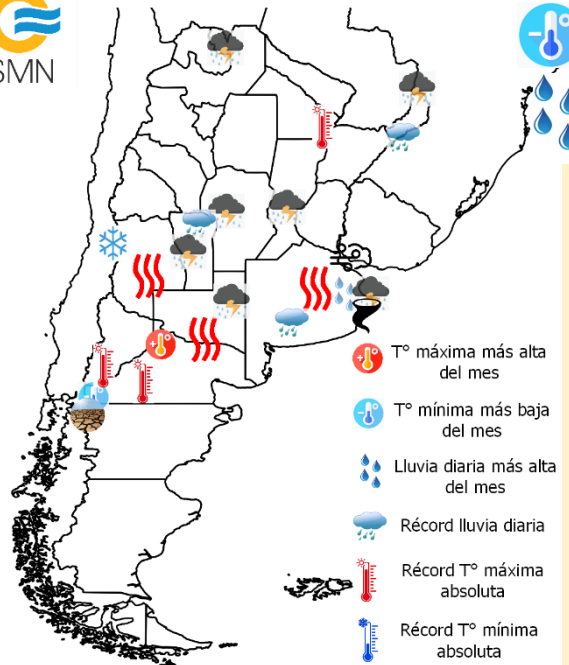 SMN
T° máxima más alta
del mes
T° mínima más baja
del mes
Lluvia diaria más alta
del mes
Récord lluvia diaria
Récord T° máxima
absoluta
Récord T° mínima
absoluta